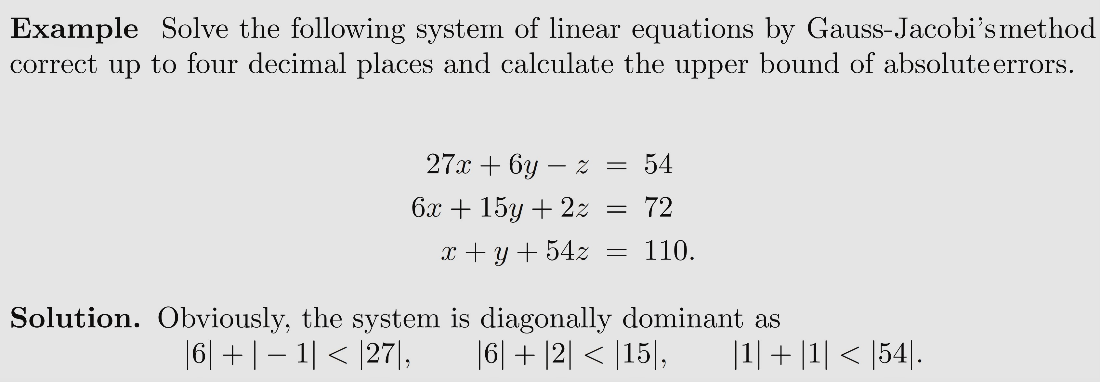 Example Solve the following system of linear equations by Gauss-Jacobi's method
correct up to four decimal places and calculate the upper bound of absolute errors.
27x + 6y − z = 54
6x + 15y + 2z = 72
x + y + 54z = 110.
Solution. Obviously, the system is diagonally dominant as
|6| + | − 1| < |27|, |6| + |2| < |15|, |1| + |1| < |54|.